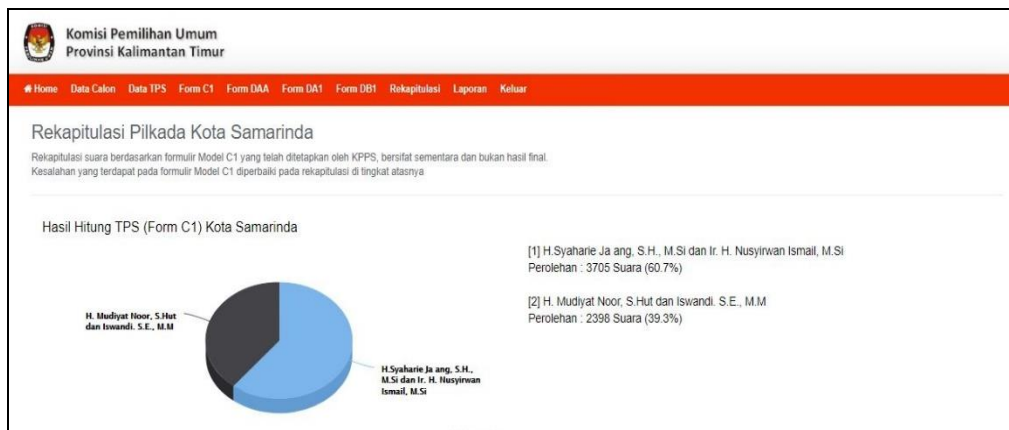 Komisi Pemilihan Umum
Provinsi Kalimantan Timur
Home Data Calon Data TPS Form C1 Form DAA Form DA1 Form DB1 Rekapitulasi Laporan Keluar
Rekapitulasi Pilkada Kota Samarinda
Rekapitulasi suara berdasarkan formulir Model C1 yang telah ditetapkan oleh KPPS, bersifat sementara dan bukan hasil final.
Kesalahan yang terdapat pada formulir Model C1 diperbaiki pada rekapitulasi di tingkat atasnya
Hasil Hitung TPS (Form C1) Kota Samarinda
[1] H.Syaharie Ja ang, S.H., M.Si dan Ir. H. Nusyirwan Ismail, M.Si
Perolehan : 3705 Suara (60.7%)
[2] H. Mudiyat Noor, S.Hut dan Iswandi. S.E., M.M
Perolehan : 2398 Suara (39.3%)
H. Mudiyat Noor, S.Hut
dan Iswandi. S.E., M.M
H.Syaharie Ja ang, S.H.,
M.Si dan Ir. H. Nusyirwan
Ismail, M.Si